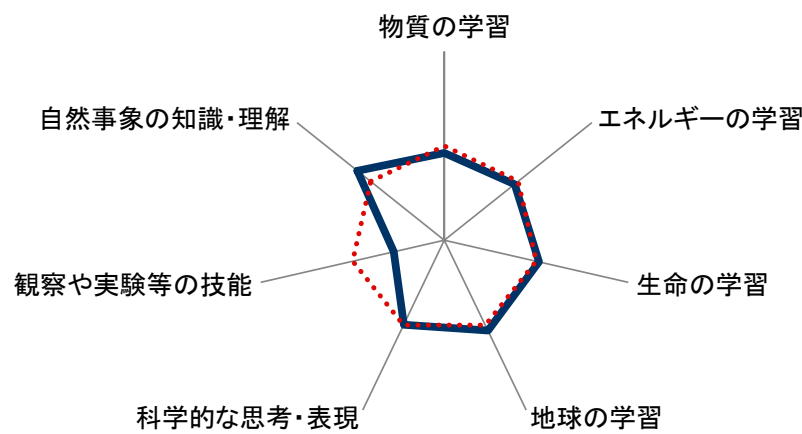 物質の学習
エネルギーの学習
生命の学習
地球の学習
科学的な思考・表現
観察や実験等の技能
自然事象の知識・理解